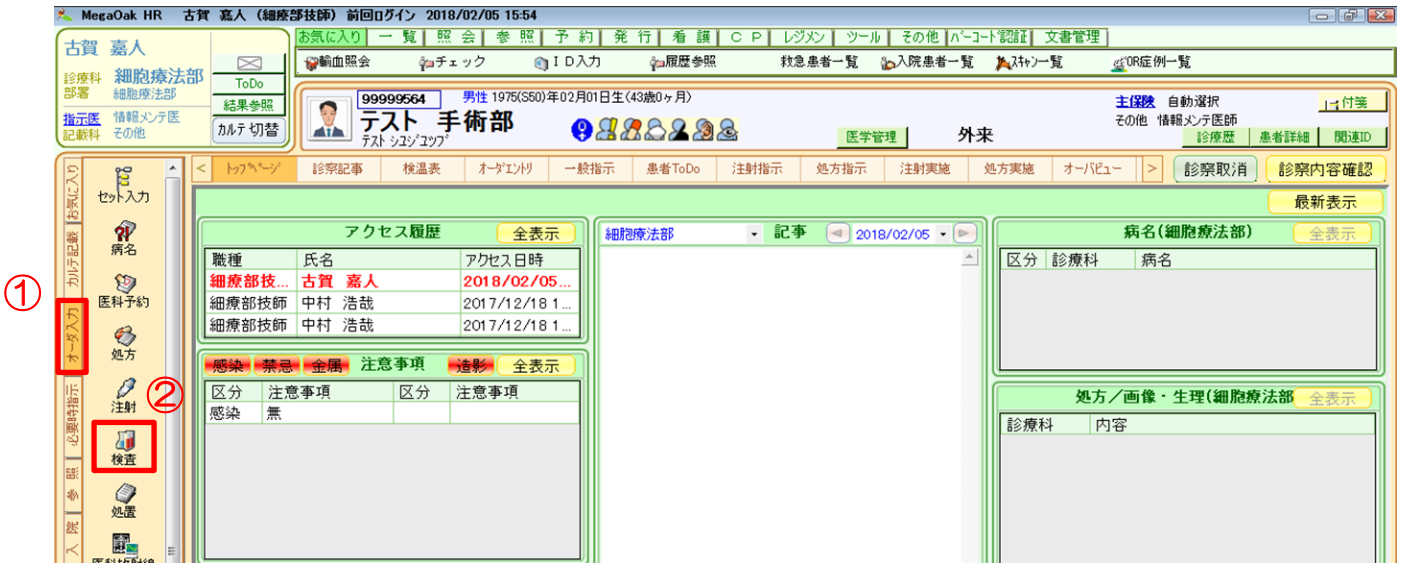 MegaOak HR 古賀 嘉人 (細療部技師) 前回ログイン 2018/02/05 15:54
古賀 嘉人
診療科 細胞療法部
部署 細胞療法部
指示医 情報メンテ医
記載科 その他
ToDo
結果参照
カルテ切替
お気に入り 一 覧 照 会 参 照 予 約 発 行 看 護 C P レジメン ツール その他 バーコード認証 文書管理
輸血照会 チェック ID入力 履歴参照 救急患者一覧 入院患者一覧 スキャン一覧 OR症例一覧
99999564 男性 1975(S50)年02月01日生(43歳0ヶ月)
テスト 手術部
テスト シユジユツブ
医学管理 外来
主保険 自動選択
その他 情報メンテ医師
付箋
診療歴 患者詳細 関連ID
< トップページ 診察記事 検温表 オーダエントリ 一般指示 患者ToDo 注射指示 処方指示 注射実施 処方実施 オーバビュー > 診察取消 診察内容確認
最新表示
お気に入り
カルテ記載
オーダ入力
必要時指示
参 照
入 院
①
②
セット入力
病名
医科予約
処方
注射
検査
処置
アクセス履歴 全表示
職種 氏名 アクセス日時
細療部技... 古賀 嘉人 2018/02/05...
細療部技師 中村 浩哉 2017/12/18 1...
細療部技師 中村 浩哉 2017/12/18 1...
感染 禁忌 金属 注意事項 造影 全表示
区分 注意事項 区分 注意事項
感染 無
細胞療法部 記事 2018/02/05
病名(細胞療法部) 全表示
区分 診療科 病名
処方/画像・生理(細胞療法部 全表示
診療科 内容